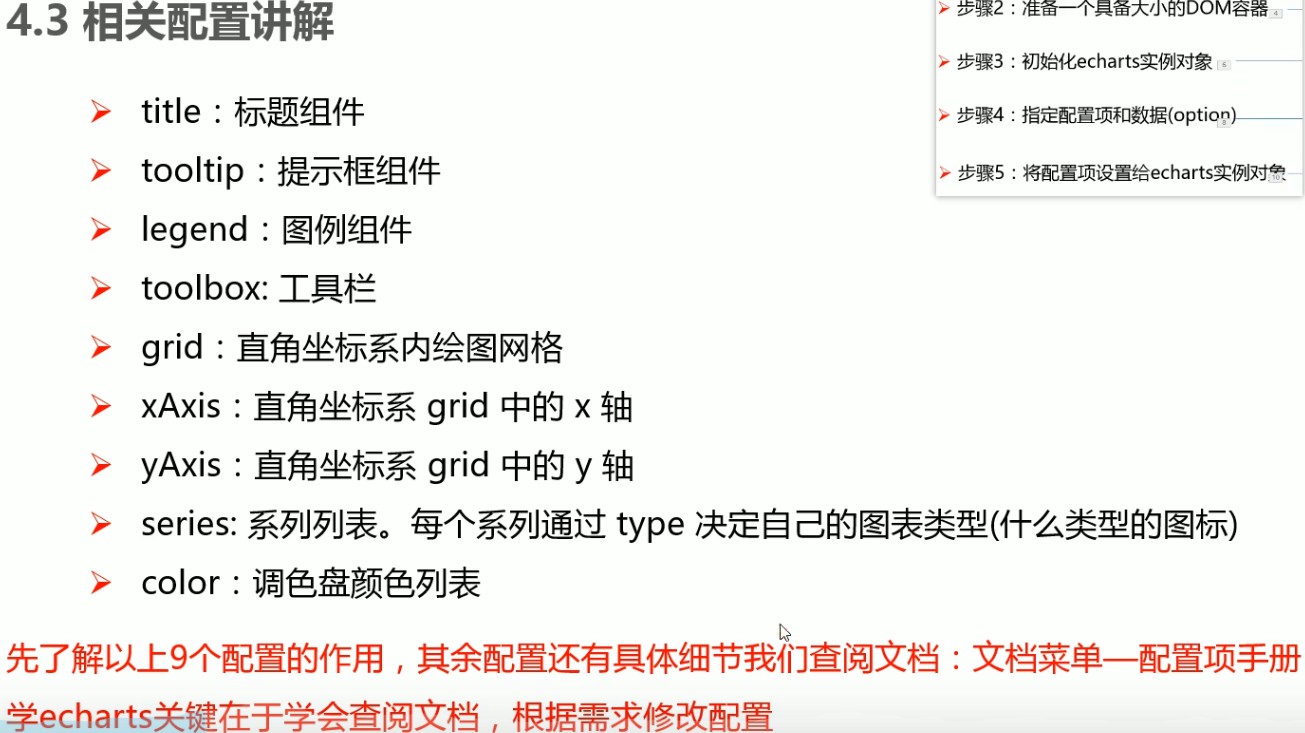 4.3 相关配置讲解
title：标题组件
tooltip：提示框组件
legend：图例组件
toolbox: 工具栏
grid：直角坐标系内绘图网格
xAxis：直角坐标系 grid 中的 x 轴
yAxis：直角坐标系 grid 中的 y 轴
series: 系列列表。每个系列通过 type 决定自己的图表类型(什么类型的图标)
color：调色盘颜色列表
先了解以上9个配置的作用，其余配置还有具体细节我们查阅文档：文档菜单—配置项手册
学echarts关键在于学会查阅文档，根据需求修改配置
步骤2：准备一个具备大小的DOM容器
步骤3：初始化echarts实例对象
步骤4：指定配置项和数据(option)
步骤5：将配置项设置给echarts实例对象